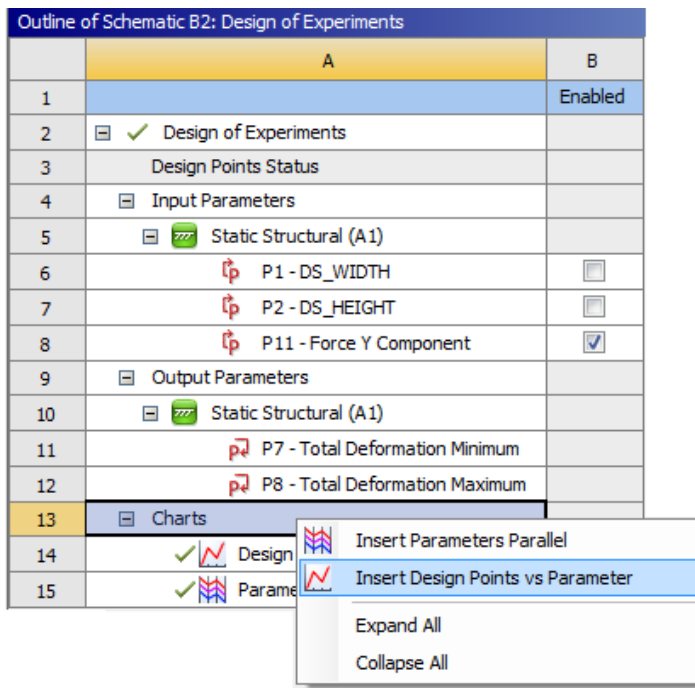 Outline of Schematic B2: Design of Experiments
A B
1 Enabled
2 Design of Experiments
3 Design Points Status
4 Input Parameters
5 Static Structural (A1)
6 P1 - DS_WIDTH
7 P2 - DS_HEIGHT
8 P11 - Force Y Component
9 Output Parameters
10 Static Structural (A1)
11 P7 - Total Deformation Minimum
12 P8 - Total Deformation Maximum
13 Charts
14 Design
15 Parame
Insert Parameters Parallel
Insert Design Points vs Parameter
Expand All
Collapse All